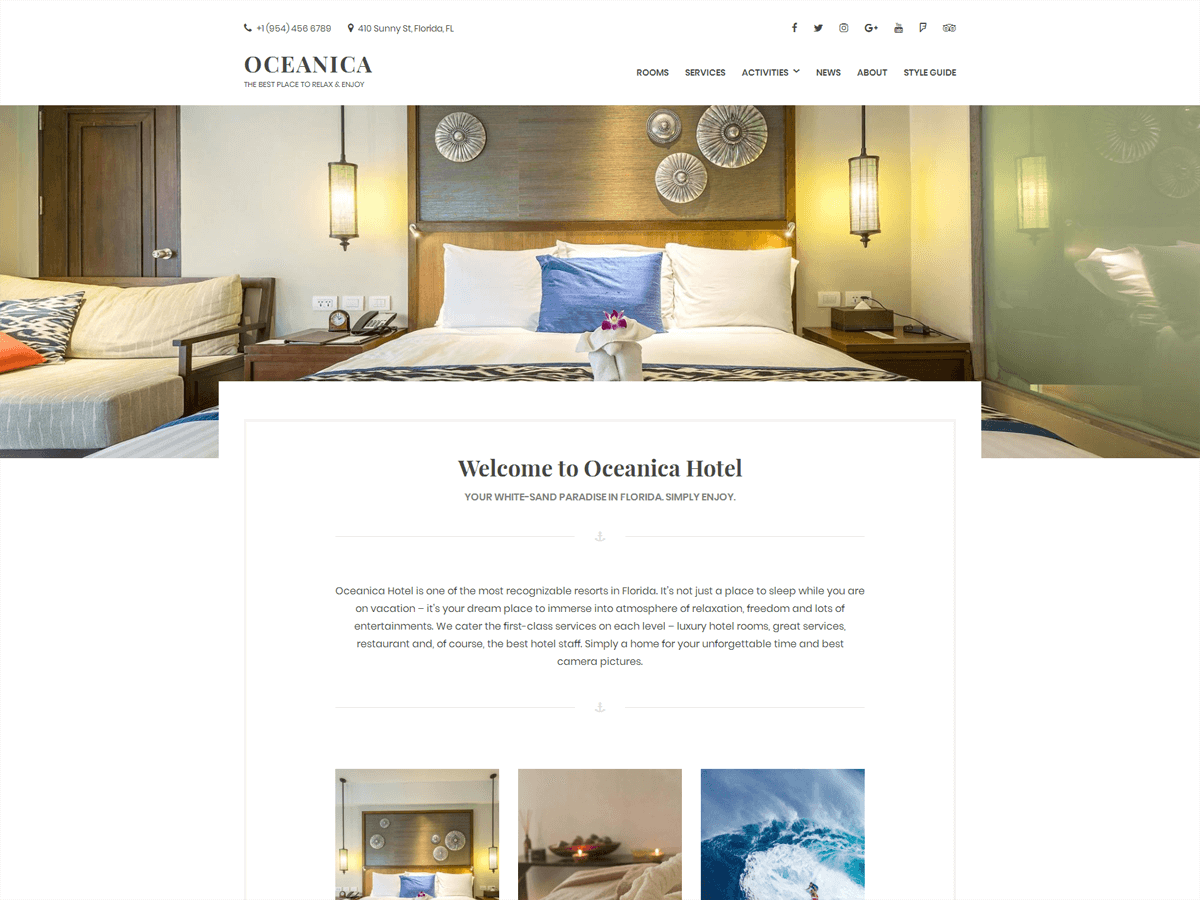 +1 (954) 456 6789 410 Sunny St, Florida, FL
OCEANICA
THE BEST PLACE TO RELAX & ENJOY
ROOMS SERVICES ACTIVITIES NEWS ABOUT STYLE GUIDE
Welcome to Oceanica Hotel
YOUR WHITE-SAND PARADISE IN FLORIDA. SIMPLY ENJOY.
Oceanica Hotel is one of the most recognizable resorts in Florida. It's not just a place to sleep while you are
on vacation – it's your dream place to immerse into atmosphere of relaxation, freedom and lots of
entertainments. We cater the first-class services on each level – luxury hotel rooms, great services,
restaurant and, of course, the best hotel staff. Simply a home for your unforgettable time and best
camera pictures.